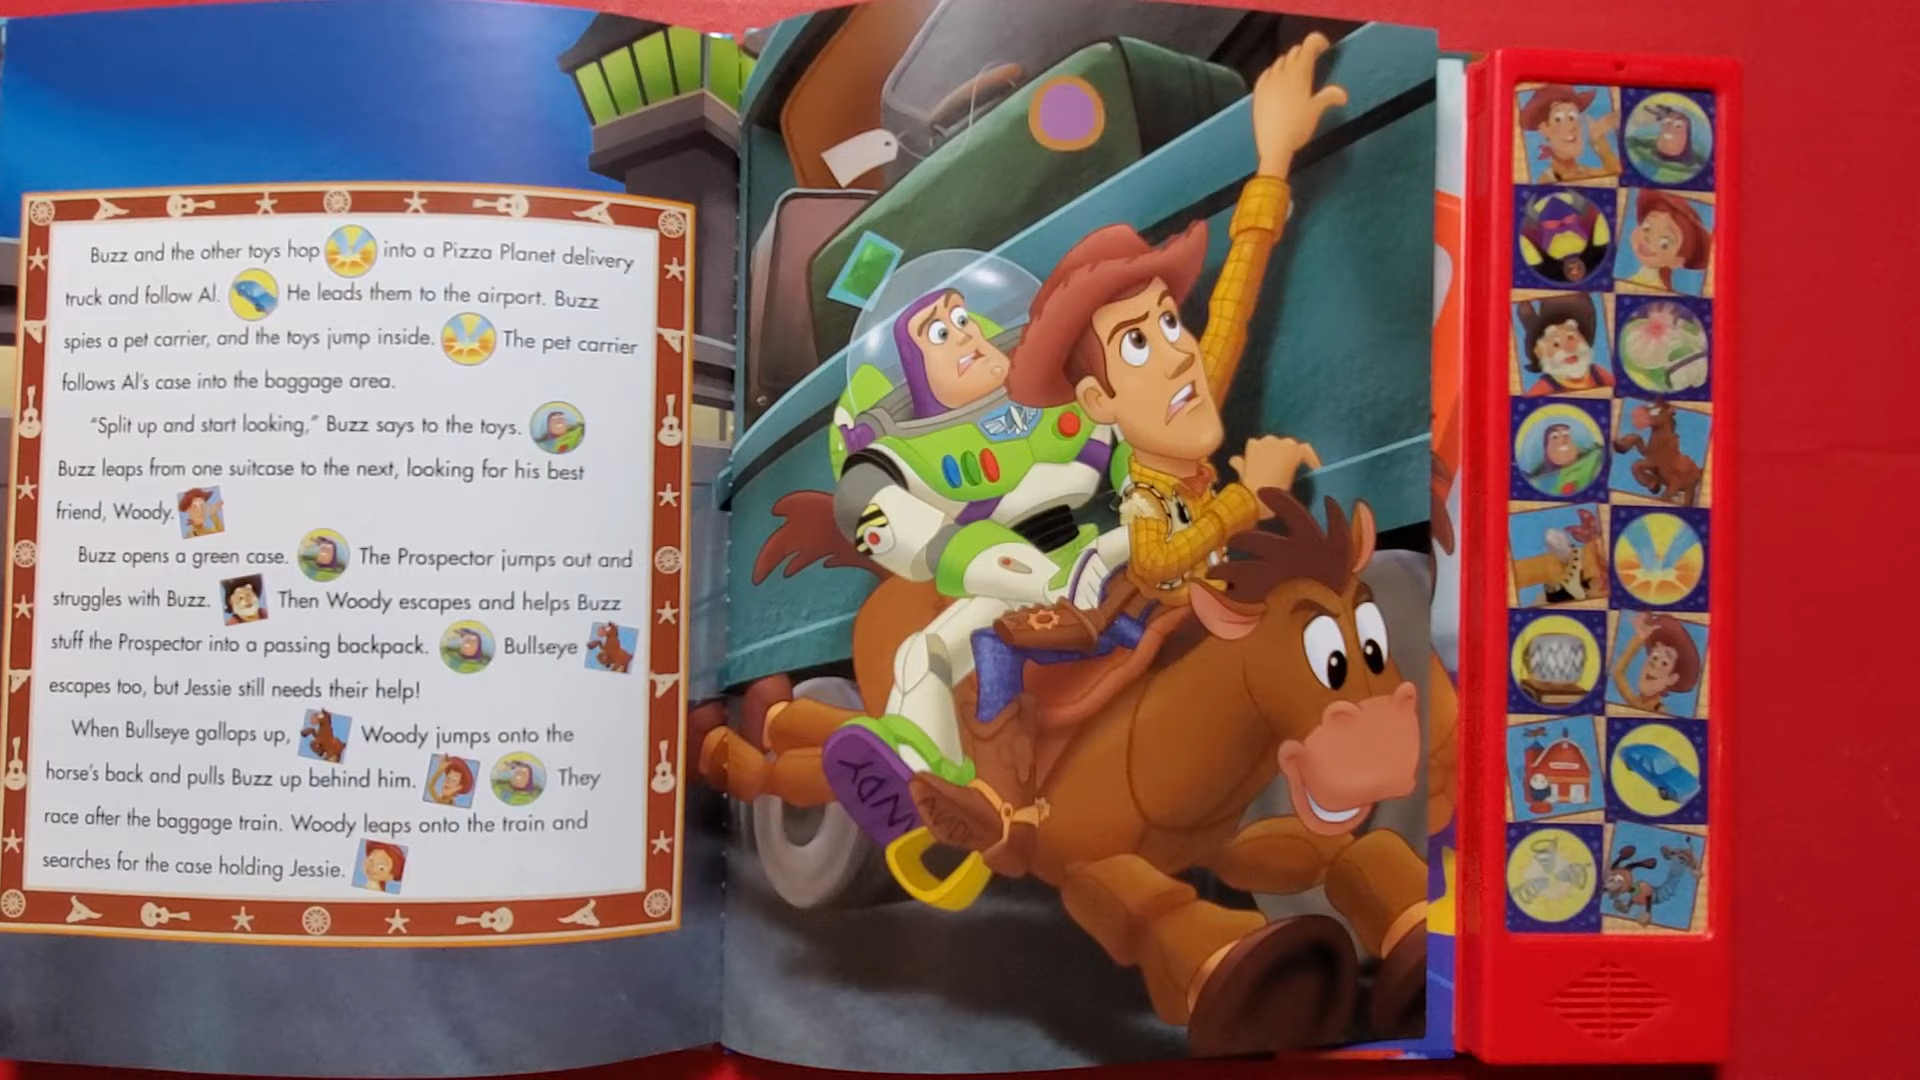 Buzz and the other toys hop into a Pizza Planet delivery
truck and follow Al. He leads them to the airport. Buzz
spies a pet carrier, and the toys jump inside. The pet carrier
follows Al's case into the baggage area.
"Split up and start looking," Buzz says to the toys.
Buzz leaps from one suitcase to the next, looking for his best
friend, Woody.
Buzz opens a green case. The Prospector jumps out and
struggles with Buzz. Then Woody escapes and helps Buzz
stuff the Prospector into a passing backpack. Bullseye
escapes too, but Jessie still needs their help!
When Bullseye gallops up, Woody jumps onto the
horse's back and pulls Buzz up behind him. They
race after the baggage train. Woody leaps onto the train and
searches for the case holding Jessie.